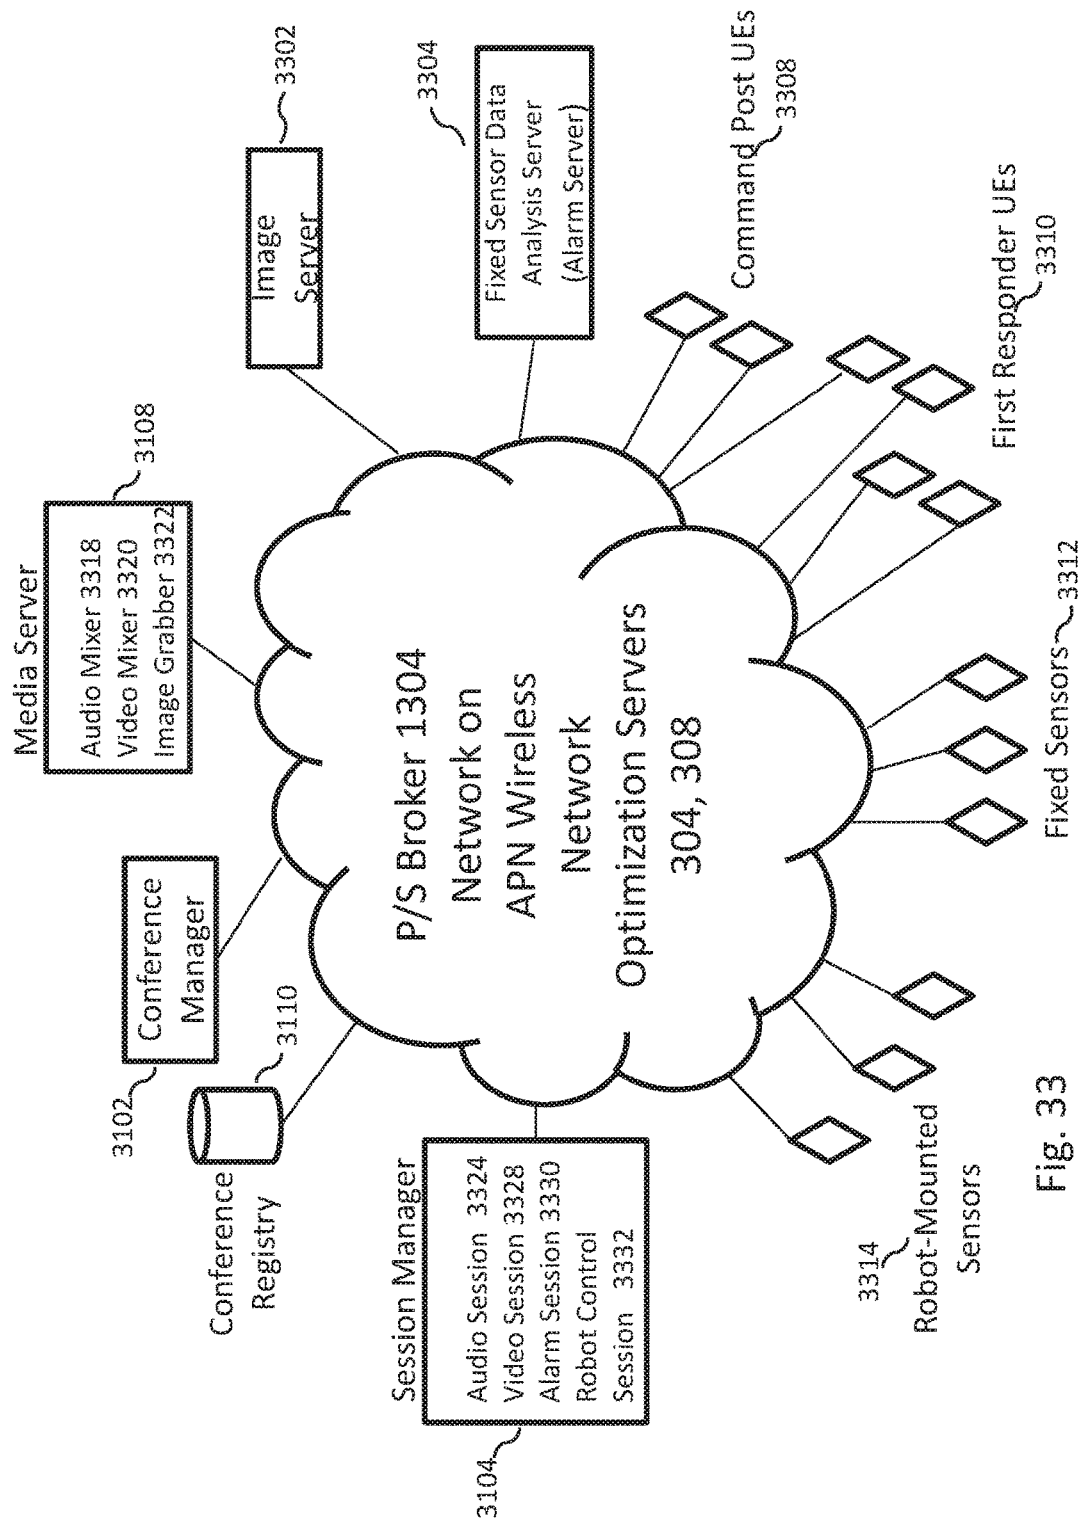 Media Server
3108
Audio Mixer 3318
Video Mixer 3320
Image Grabber 3322
3302
Image
Server
3304
Fixed Sensor Data
Analysis Server
(Alarm Server)
3102
Conference
Manager
3110
Conference
Registry
Session Manager
Audio Session 3324
Video Session 3328
Alarm Session 3330
Robot Control
Session 3332
3104
P/S Broker 1304
Network on
APN Wireless
Network
Optimization Servers
304, 308
Command Post UEs
3308
First Responder UEs
3310
Fixed Sensors 3312
3314
Robot-Mounted
Sensors
Fig. 33